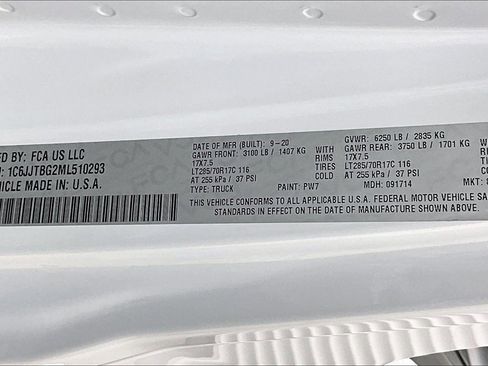 MFD BY: FCA US LLC
DATE OF MFR (BUILT): 9-20
GVWR: 6250 LB / 2835 KG
GAWR FRONT: 3100 LB / 1407 KG WITH
GAWR REAR: 3750 LB / 1701 KG WITH
17X7.5 RIMS
17X7.5
LT285/70R17C 116 TIRES
LT285/70R17C 116
AT 255 kPa / 37 PSI COLD
AT 255 kPa / 37 PSI
1C6JJTBG2ML510293
TYPE: TRUCK
PAINT: PW7
MDH: 091714
MKT:
VEHICLE MADE IN: U.S.A.
THIS VEHICLE CONFORMS TO ALL APPLICABLE U.S.A. FEDERAL MOTOR VEHICLE
STANDARDS IN EFFECT ON THE DATE OF MANUFACTURE SHOWN ABOVE.